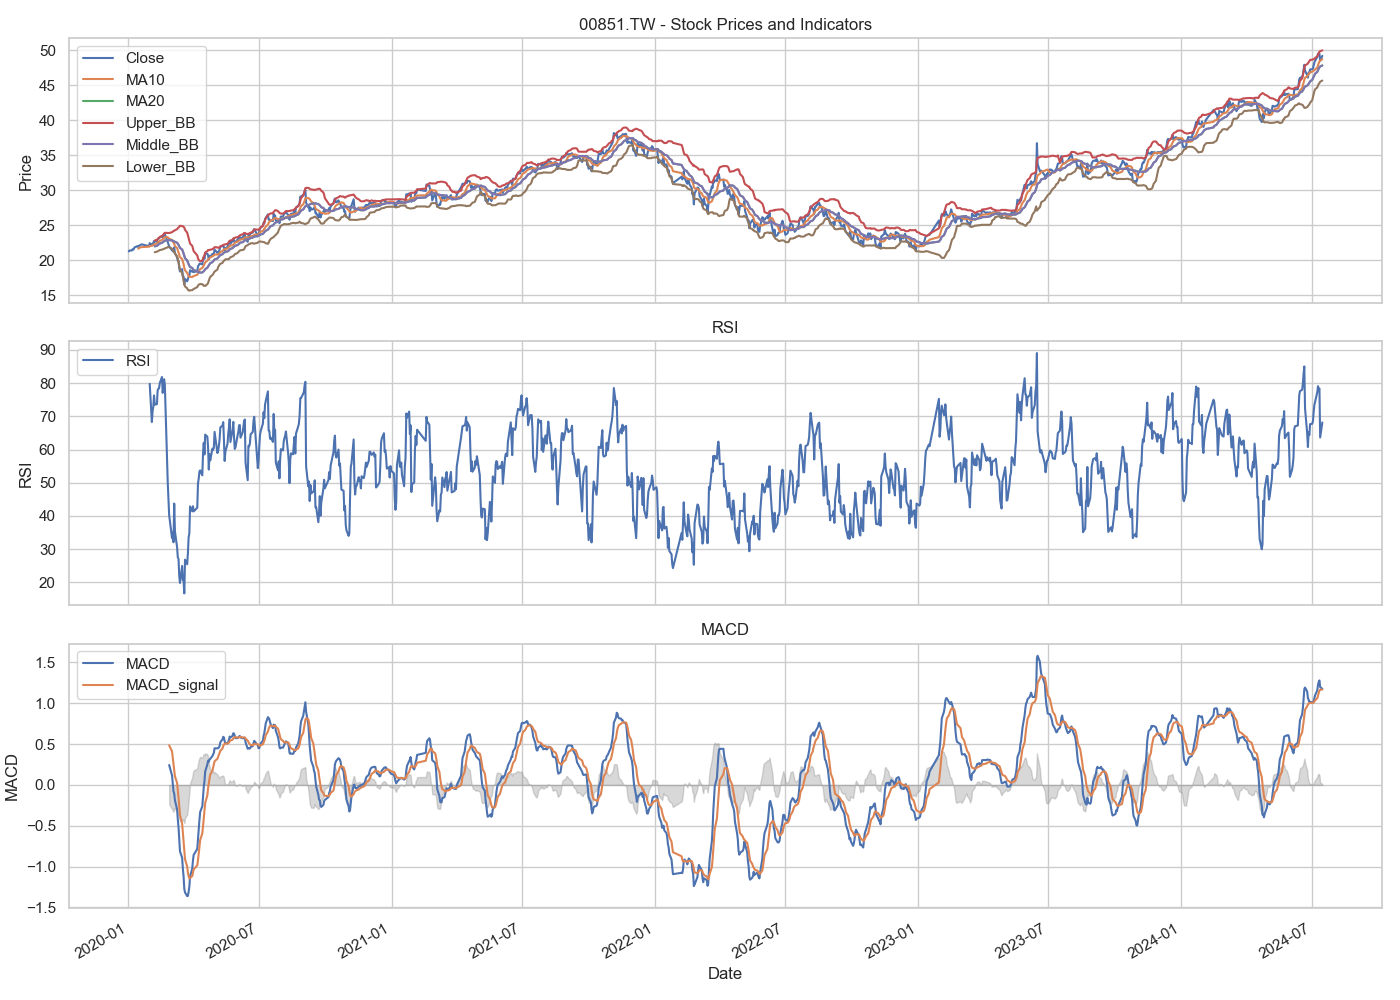 00851.TW - Stock Prices and Indicators
Close
MA10
MA20
Upper_BB
Middle_BB
Lower_BB
Price
50
45
40
35
30
25
20
15
RSI
RSI
RSI
90
80
70
60
50
40
30
20
MACD
MACD
MACD_signal
MACD
1.5
1.0
0.5
0.0
−0.5
−1.0
−1.5
2020-01
2020-07
2021-01
2021-07
2022-01
2022-07
2023-01
2023-07
2024-01
2024-07
Date